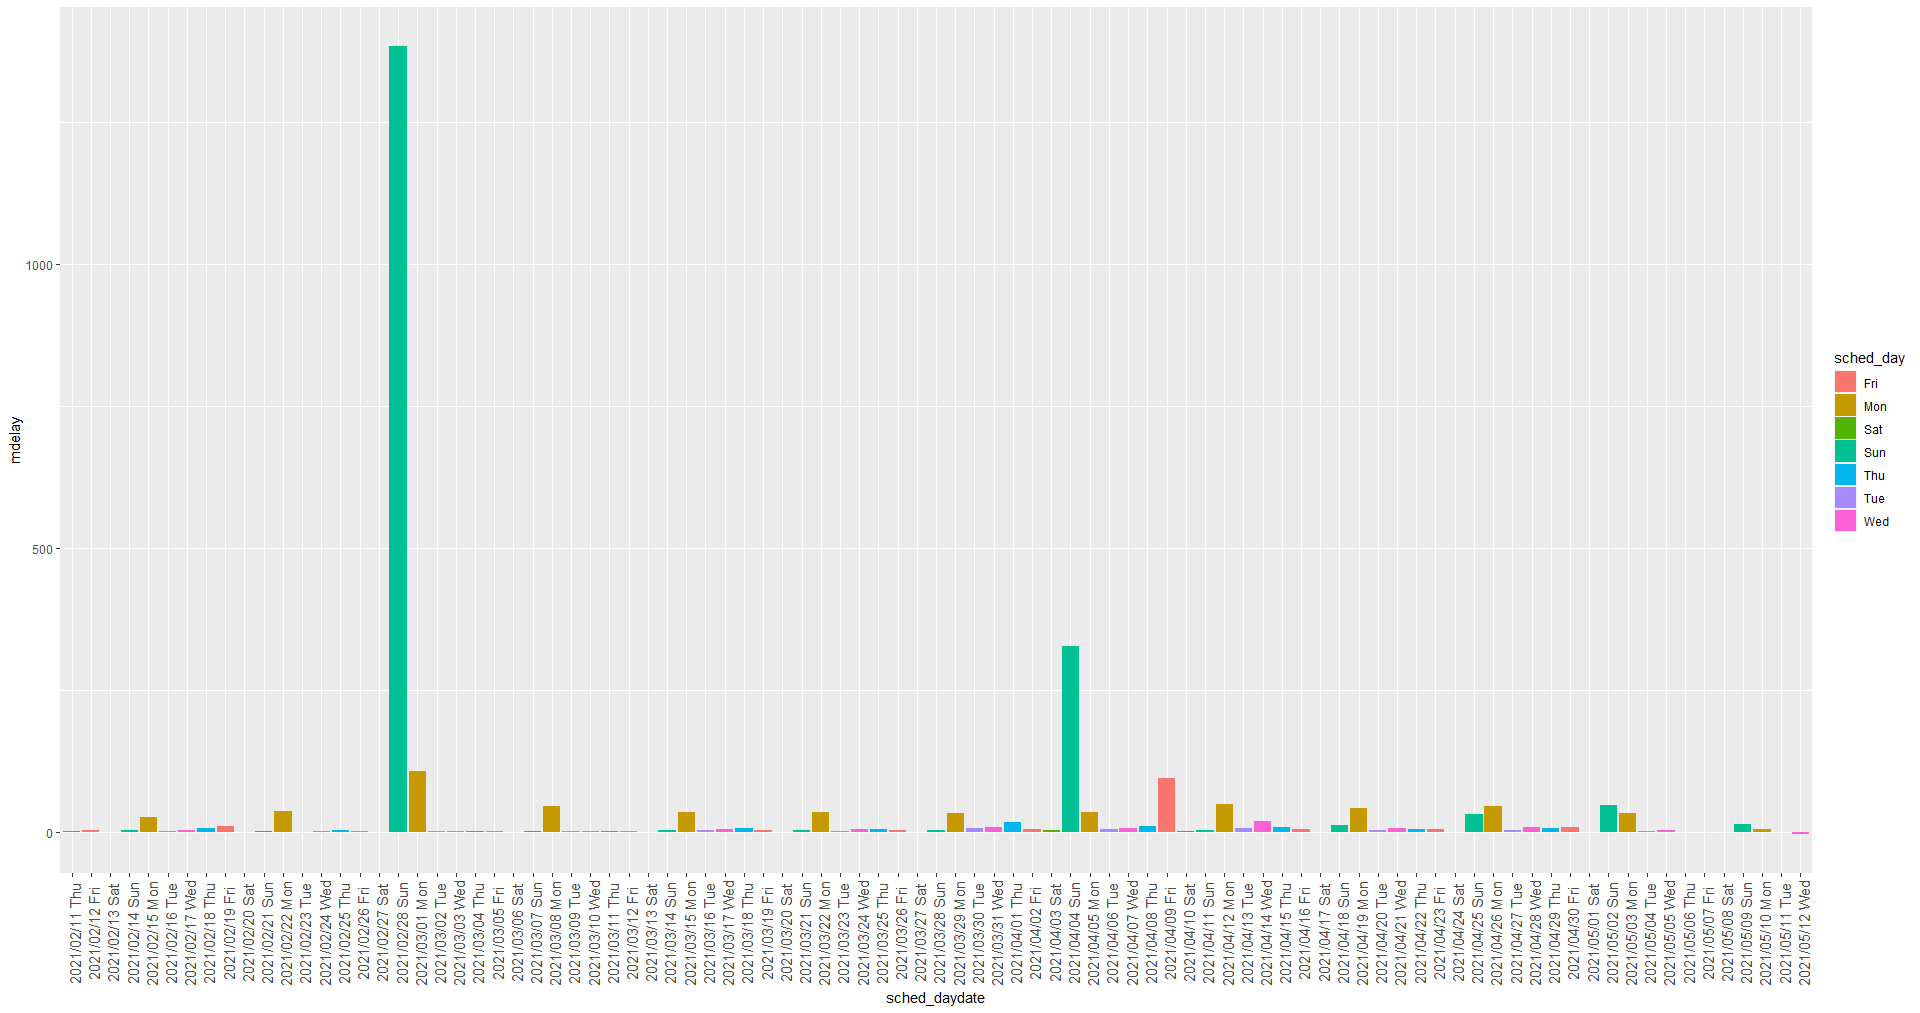 1000
500
0
mdelay
2021/02/11 Thu
2021/02/12 Fri
2021/02/13 Sat
2021/02/14 Sun
2021/02/15 Mon
2021/02/16 Tue
2021/02/17 Wed
2021/02/18 Thu
2021/02/19 Fri
2021/02/20 Sat
2021/02/21 Sun
2021/02/22 Mon
2021/02/23 Tue
2021/02/24 Wed
2021/02/25 Thu
2021/02/26 Fri
2021/02/27 Sat
2021/02/28 Sun
2021/03/01 Mon
2021/03/02 Tue
2021/03/03 Wed
2021/03/04 Thu
2021/03/05 Fri
2021/03/06 Sat
2021/03/07 Sun
2021/03/08 Mon
2021/03/09 Tue
2021/03/10 Wed
2021/03/11 Thu
2021/03/12 Fri
2021/03/13 Sat
2021/03/14 Sun
2021/03/15 Mon
2021/03/16 Tue
2021/03/17 Wed
2021/03/18 Thu
2021/03/19 Fri
2021/03/20 Sat
2021/03/21 Sun
2021/03/22 Mon
2021/03/23 Tue
2021/03/24 Wed
2021/03/25 Thu
2021/03/26 Fri
2021/03/27 Sat
2021/03/28 Sun
2021/03/29 Mon
2021/03/30 Tue
2021/03/31 Wed
2021/04/01 Thu
2021/04/02 Fri
2021/04/03 Sat
2021/04/04 Sun
2021/04/05 Mon
2021/04/06 Tue
2021/04/07 Wed
2021/04/08 Thu
2021/04/09 Fri
2021/04/10 Sat
2021/04/11 Sun
2021/04/12 Mon
2021/04/13 Tue
2021/04/14 Wed
2021/04/15 Thu
2021/04/16 Fri
2021/04/17 Sat
2021/04/18 Sun
2021/04/19 Mon
2021/04/20 Tue
2021/04/21 Wed
2021/04/22 Thu
2021/04/23 Fri
2021/04/24 Sat
2021/04/25 Sun
2021/04/26 Mon
2021/04/27 Tue
2021/04/28 Wed
2021/04/29 Thu
2021/04/30 Fri
2021/05/01 Sat
2021/05/02 Sun
2021/05/03 Mon
2021/05/04 Tue
2021/05/05 Wed
2021/05/06 Thu
2021/05/07 Fri
2021/05/08 Sat
2021/05/09 Sun
2021/05/10 Mon
2021/05/11 Tue
2021/05/12 Wed
sched_daydate
sched_day
Fri
Mon
Sat
Sun
Thu
Tue
Wed